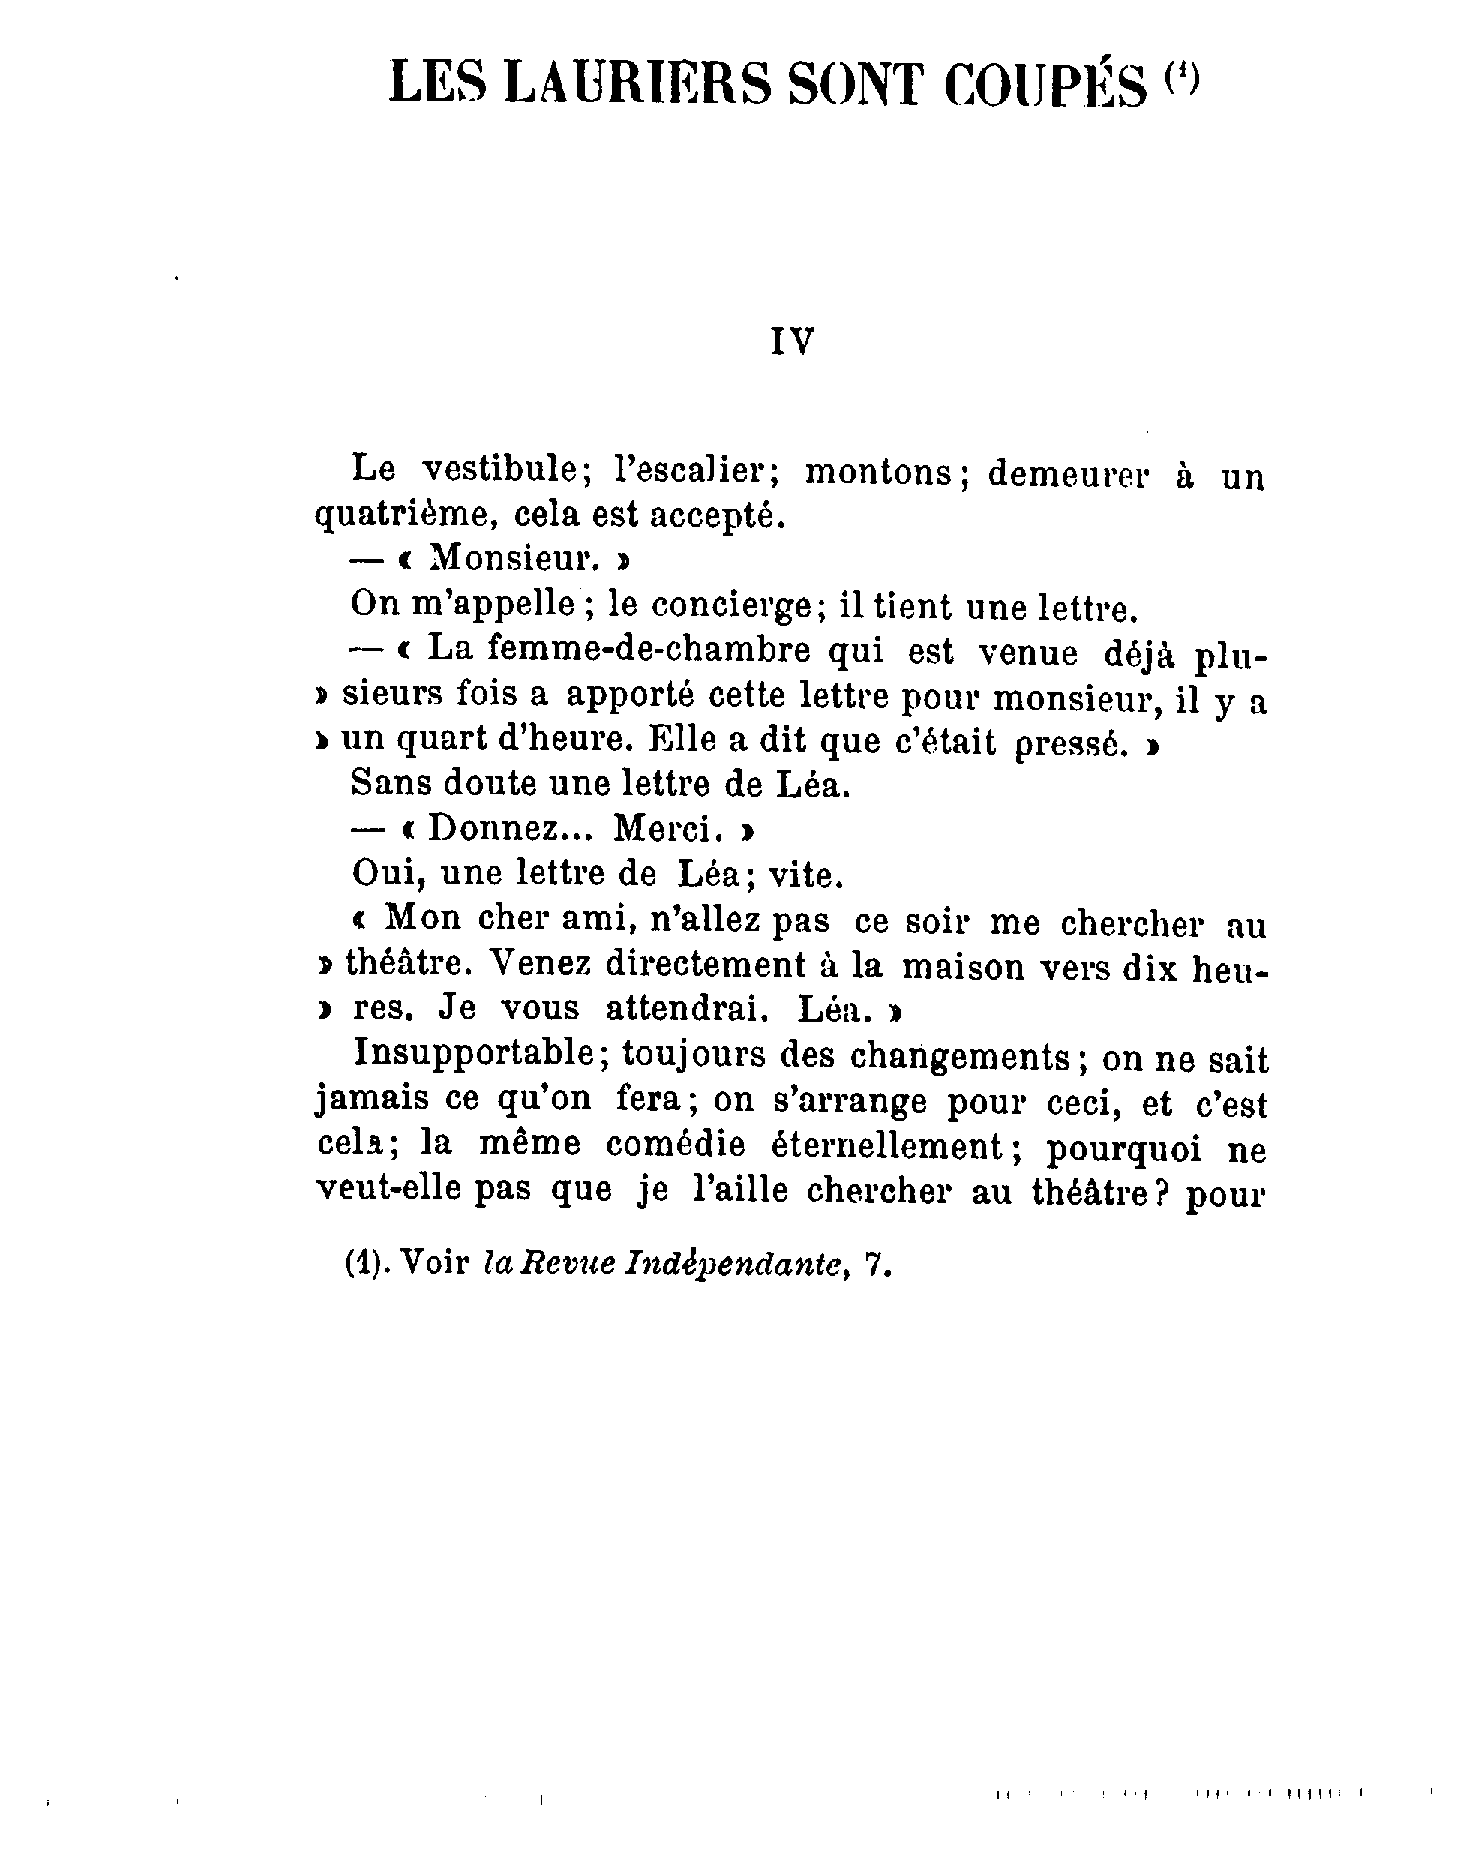 LES LAURIERS SONT COUPÉS (1)
IV
Le vestibule; l'escalier; montons; demeurer à un
quatrième, cela est accepté.
— « Monsieur. »
On m'appelle; le concierge; il tient une lettre.
— « La femme-de-chambre qui est venue déjà plu-
» sieurs fois a apporté cette lettre pour monsieur, il y a
» un quart d'heure. Elle a dit que c'était pressé. »
Sans doute une lettre de Léa.
— « Donnez... Merci. »
Oui, une lettre de Léa; vite.
« Mon cher ami, n'allez pas ce soir me chercher au
» théâtre. Venez directement à la maison vers dix heu-
» res. Je vous attendrai. Léa. »
Insupportable; toujours des changements; on ne sait
jamais ce qu'on fera; on s'arrange pour ceci, et c'est
cela; la même comédie éternellement; pourquoi ne
veut-elle pas que je l'aille chercher au théâtre? pour
(1). Voir la Revue Indépendante, 7.